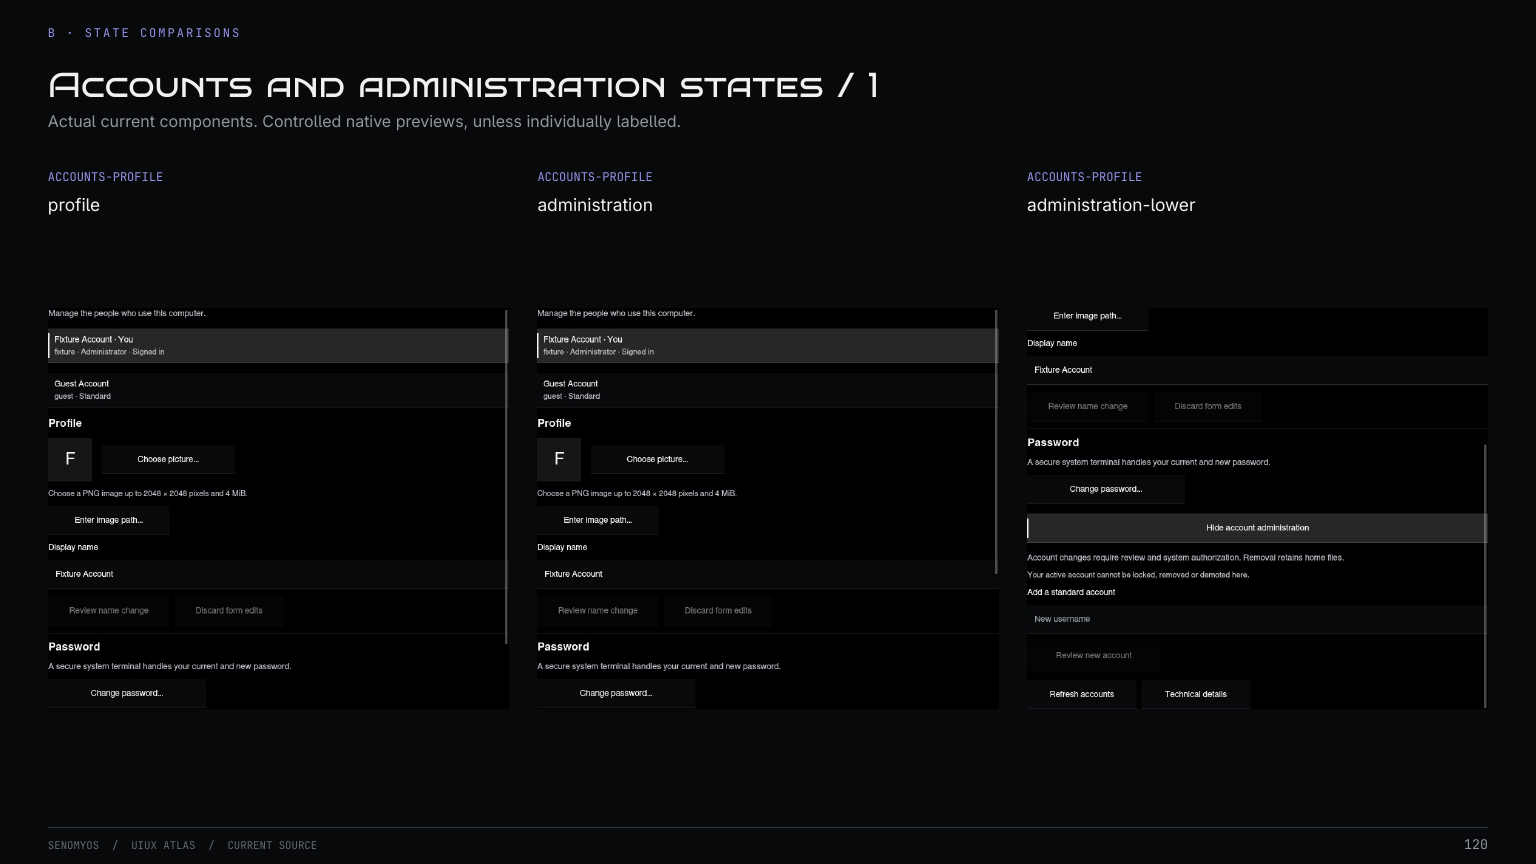 B · STATE COMPARISONS
Accounts and administration states / 1
Actual current components. Controlled native previews, unless individually labelled.
ACCOUNTS-PROFILE
profile
Manage the people who use this computer.
Fixture Account · You
fixture · Administrator · Signed in
Guest Account
guest · Standard
Profile
F
Choose picture...
Choose a PNG image up to 2048 × 2048 pixels and 4 MiB.
Enter image path...
Display name
Fixture Account
Review name change
Discard form edits
Password
A secure system terminal handles your current and new password.
Change password...
ACCOUNTS-PROFILE
administration
Manage the people who use this computer.
Fixture Account · You
fixture · Administrator · Signed in
Guest Account
guest · Standard
Profile
F
Choose picture...
Choose a PNG image up to 2048 × 2048 pixels and 4 MiB.
Enter image path...
Display name
Fixture Account
Review name change
Discard form edits
Password
A secure system terminal handles your current and new password.
Change password...
ACCOUNTS-PROFILE
administration-lower
Enter image path...
Display name
Fixture Account
Review name change
Discard form edits
Password
A secure system terminal handles your current and new password.
Change password...
Hide account administration
Account changes require review and system authorization. Removal retains home files.
Your active account cannot be locked, removed or demoted here.
Add a standard account
New username
Review new account
Refresh accounts
Technical details
SENOMYOS / UIUX ATLAS / CURRENT SOURCE
120